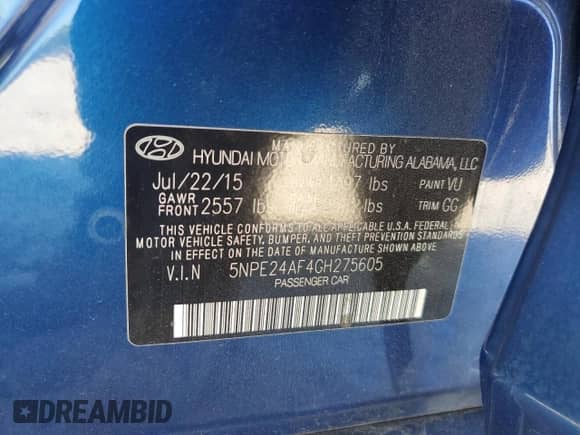 MANUFACTURED BY
HYUNDAI MOTOR MANUFACTURING ALABAMA, LLC
Jul/22/15 lbs PAINT VU
GAWR
FRONT 2557 lbs lbs TRIM GG
THIS VEHICLE CONFORMS TO ALL APPLICABLE U.S.A. FEDERAL
MOTOR VEHICLE SAFETY, BUMPER, AND THEFT PREVENTION
STANDARDS IN EFFECT ON THE DATE OF MANUFACTURE SHOWN ABOVE.
V.I.N 5NPE24AF4GH275605
PASSENGER CAR
DREAMBID